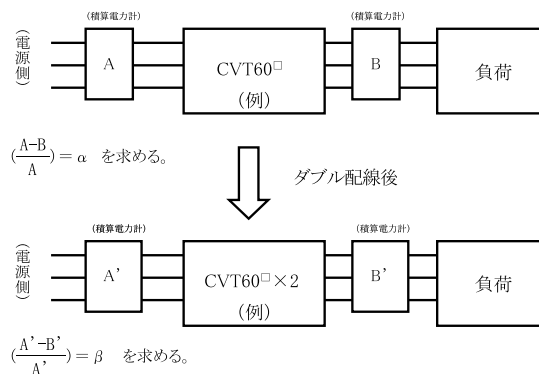 (積算電力計)
(積算電力計)
(電源側)
A
CVT60□
(例)
B
負荷
(A-B/A)=α を求める。
ダブル配線後
(積算電力計)
(積算電力計)
(電源側)
A'
CVT60□×2
(例)
B'
負荷
(A'-B'/A')=β を求める。